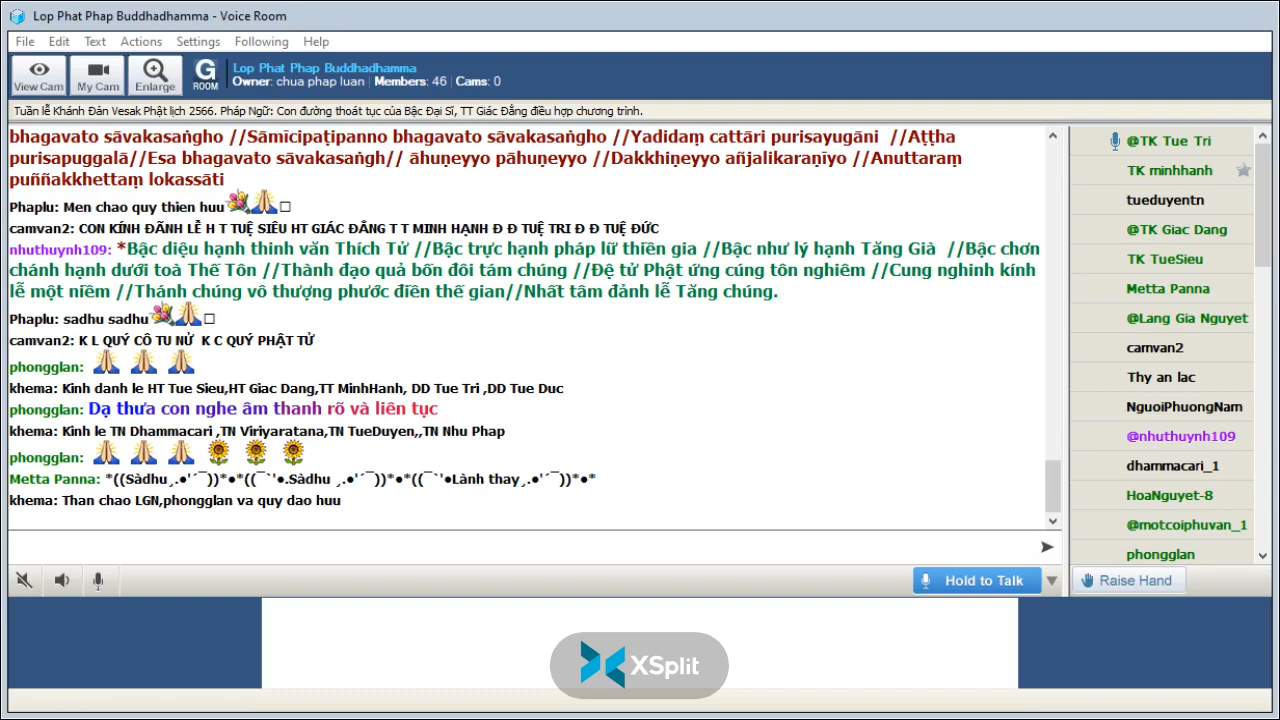 Lop Phat Phap Buddhadhamma - Voice Room
File Edit Text Actions Settings Following Help
View Cam My Cam Enlarge G ROOM
Lop Phat Phap Buddhadhamma
Owner: chua phap luan | Members: 46 | Cams: 0
Tuần lễ Khánh Đản Vesak Phật lịch 2566. Pháp Ngữ: Con đường thoát tục của Bậc Đại Sĩ, TT Giác Đẳng điều hợp chương trình.
bhagavato sāvakasaṅgho //Sāmīcipaṭipanno bhagavato sāvakasaṅgho //Yadidaṃ cattāri purisayugāni //Aṭṭha
purisapuggalā//Esa bhagavato sāvakasaṅgh// āhuṇeyyo pāhuṇeyyo //Dakkhiṇeyyo añjalikaraṇīyo //Anuttaraṃ
puññakkhettaṃ lokassāti
Phaplu: Men chao quy thien huu
camvan2: CON KÍNH ĐÃNH LỄ H T TUỆ SIÊU HT GIÁC ĐẲNG T T MINH HẠNH Đ Đ TUỆ TRI Đ Đ TUỆ ĐỨC
nhuthuynh109: *Bậc diệu hạnh thinh văn Thích Tử //Bậc trực hạnh pháp lữ thiền gia //Bậc như lý hạnh Tăng Già //Bậc chơn
chánh hạnh dưới toà Thế Tôn //Thành đạo quả bốn đôi tám chúng //Đệ tử Phật ứng cúng tôn nghiêm //Cung nghinh kính
lễ một niềm //Thánh chúng vô thượng phước điền thế gian//Nhất tâm đảnh lễ Tăng chúng.
Phaplu: sadhu sadhu
camvan2: K L QUÝ CÔ TU NỬ K C QUÝ PHẬT TỬ
phongglan:
khema: Kinh danh le HT Tue Sieu,HT Giac Dang,TT MinhHanh, DD Tue Tri ,DD Tue Duc
phongglan: Dạ thưa con nghe âm thanh rõ và liên tục
khema: Kinh le TN Dhammacari ,TN Viriyaratana,TN TueDuyen,,TN Nhu Phap
phongglan:
Metta Panna: *((Sàdhu¸.●'´¯))*●*((¯`'●.Sàdhu ¸.●'´¯))*●*((¯`'●Lành thay¸.●'´¯))*●*
khema: Than chao LGN,phongglan va quy dao huu
Hold to Talk
@TK Tue Tri
TK minhhanh
tueduyentn
@TK Giac Dang
TK TueSieu
Metta Panna
@Lang Gia Nguyet
camvan2
Thy an lac
NguoiPhuongNam
@nhuthuynh109
dhammacari_1
HoaNguyet-8
@motcoiphuvan_1
phongglan
Raise Hand
XSplit